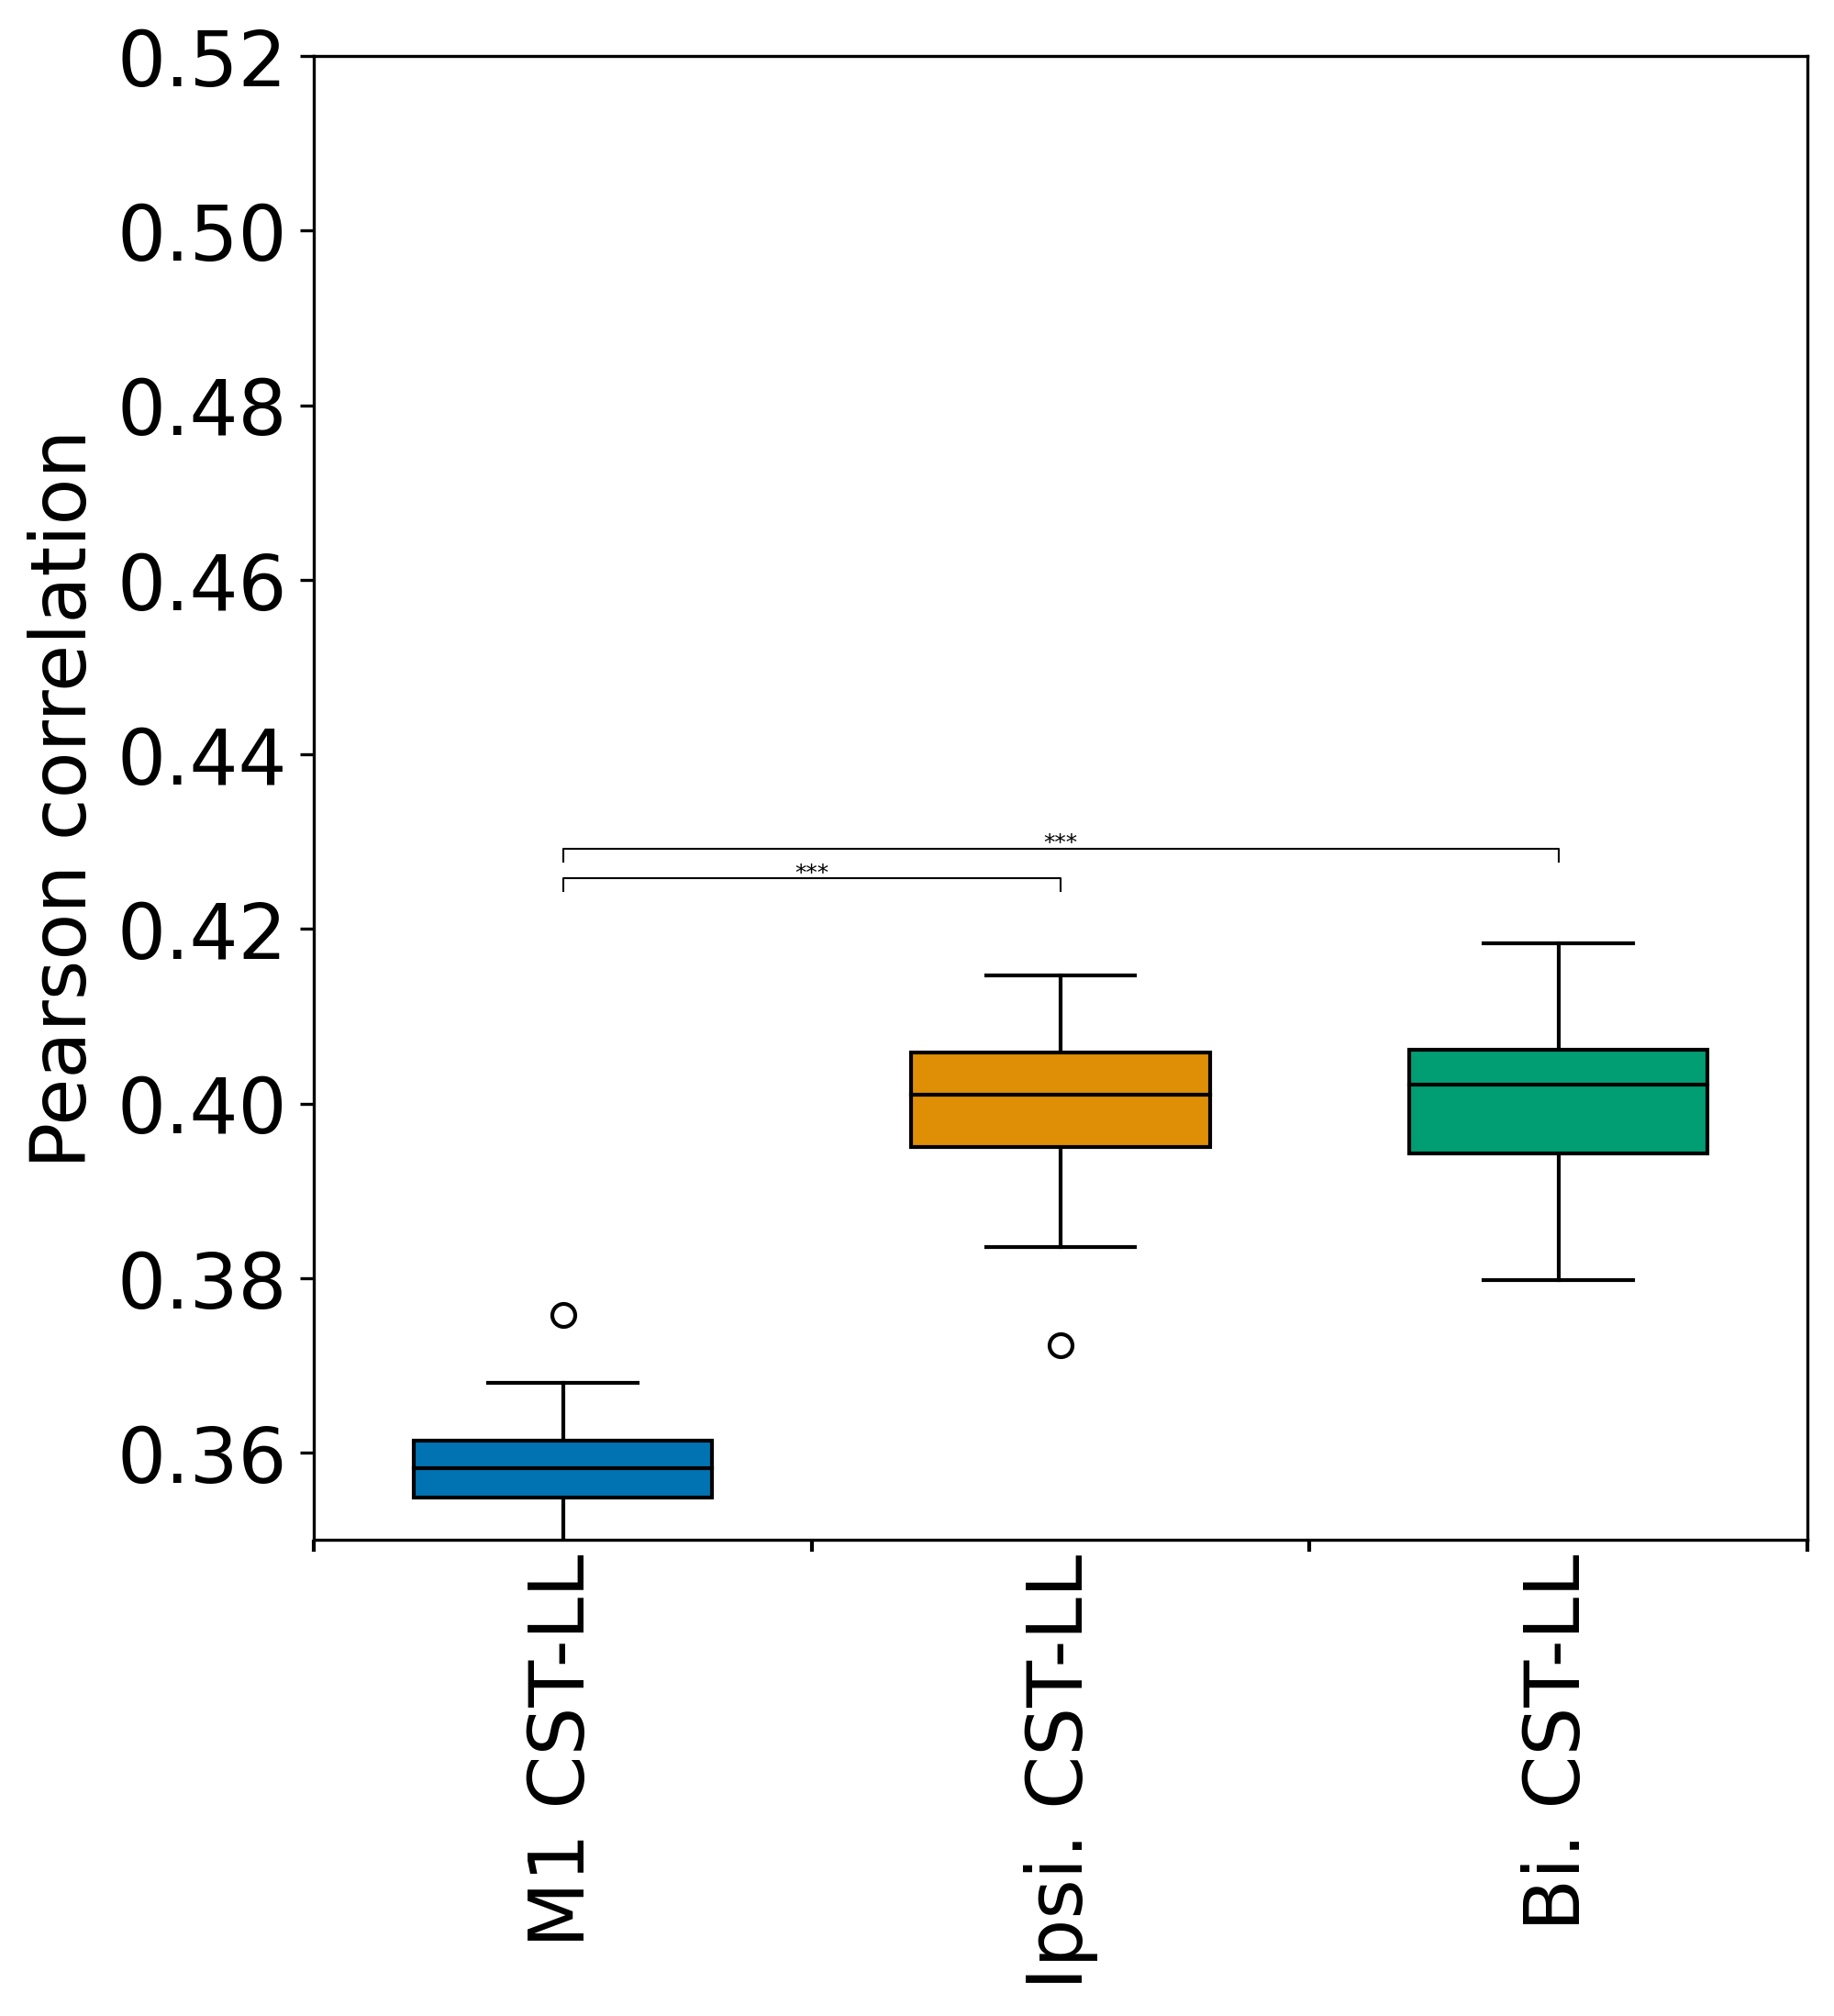 Pearson correlation
0.52
0.50
0.48
0.46
0.44
0.42
0.40
0.38
0.36
***
***
M1 CST-LL
Ipsi. CST-LL
Bi. CST-LL